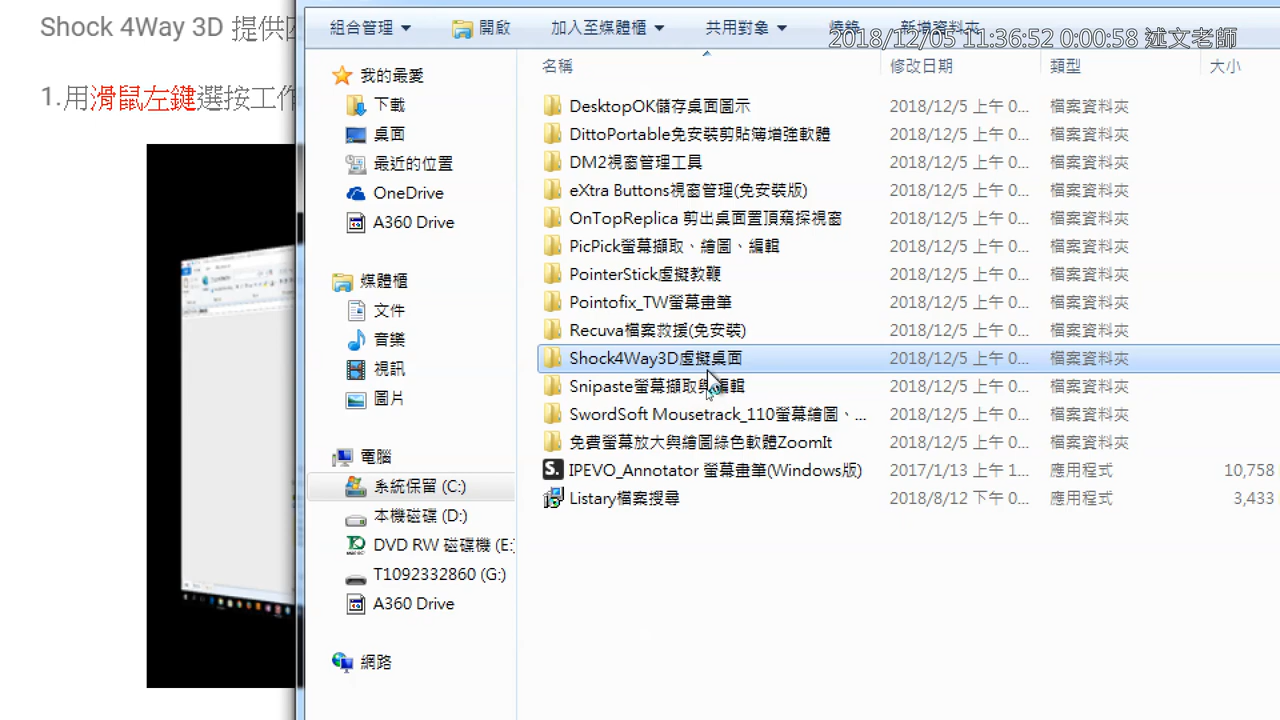 Shock 4Way 3D 提供
1.用滑鼠左鍵選按工作
組合管理 開啟 加入至媒體櫃 共用對象 燒錄 新增資料夾
2018/12/05 11:36:52 0:00:58 述文老師
名稱 修改日期 類型 大小
我的最愛
下載
桌面
最近的位置
OneDrive
A360 Drive
媒體櫃
文件
音樂
視訊
圖片
電腦
系統保留 (C:)
本機磁碟 (D:)
DVD RW 磁碟機 (E:
T1092332860 (G:)
A360 Drive
網路
DesktopOK儲存桌面圖示 2018/12/5 上午 0... 檔案資料夾
DittoPortable免安裝剪貼簿增強軟體 2018/12/5 上午 0... 檔案資料夾
DM2視窗管理工具 2018/12/5 上午 0... 檔案資料夾
eXtra Buttons視窗管理(免安裝版) 2018/12/5 上午 0... 檔案資料夾
OnTopReplica 剪出桌面置頂窺探視窗 2018/12/5 上午 0... 檔案資料夾
PicPick螢幕擷取、繪圖、編輯 2018/12/5 上午 0... 檔案資料夾
PointerStick虛擬教鞭 2018/12/5 上午 0... 檔案資料夾
Pointofix_TW螢幕畫筆 2018/12/5 上午 0... 檔案資料夾
Recuva檔案救援(免安裝) 2018/12/5 上午 0... 檔案資料夾
Shock4Way3D虛擬桌面 2018/12/5 上午 0... 檔案資料夾
Snipaste螢幕擷取與編輯 2018/12/5 上午 0... 檔案資料夾
SwordSoft Mousetrack_110螢幕繪圖、... 2018/12/5 上午 0... 檔案資料夾
免費螢幕放大與繪圖綠色軟體ZoomIt 2018/12/5 上午 0... 檔案資料夾
IPEVO_Annotator 螢幕畫筆(Windows版) 2017/1/13 上午 1... 應用程式 10,758
Listary檔案搜尋 2018/8/12 下午 0... 應用程式 3,433